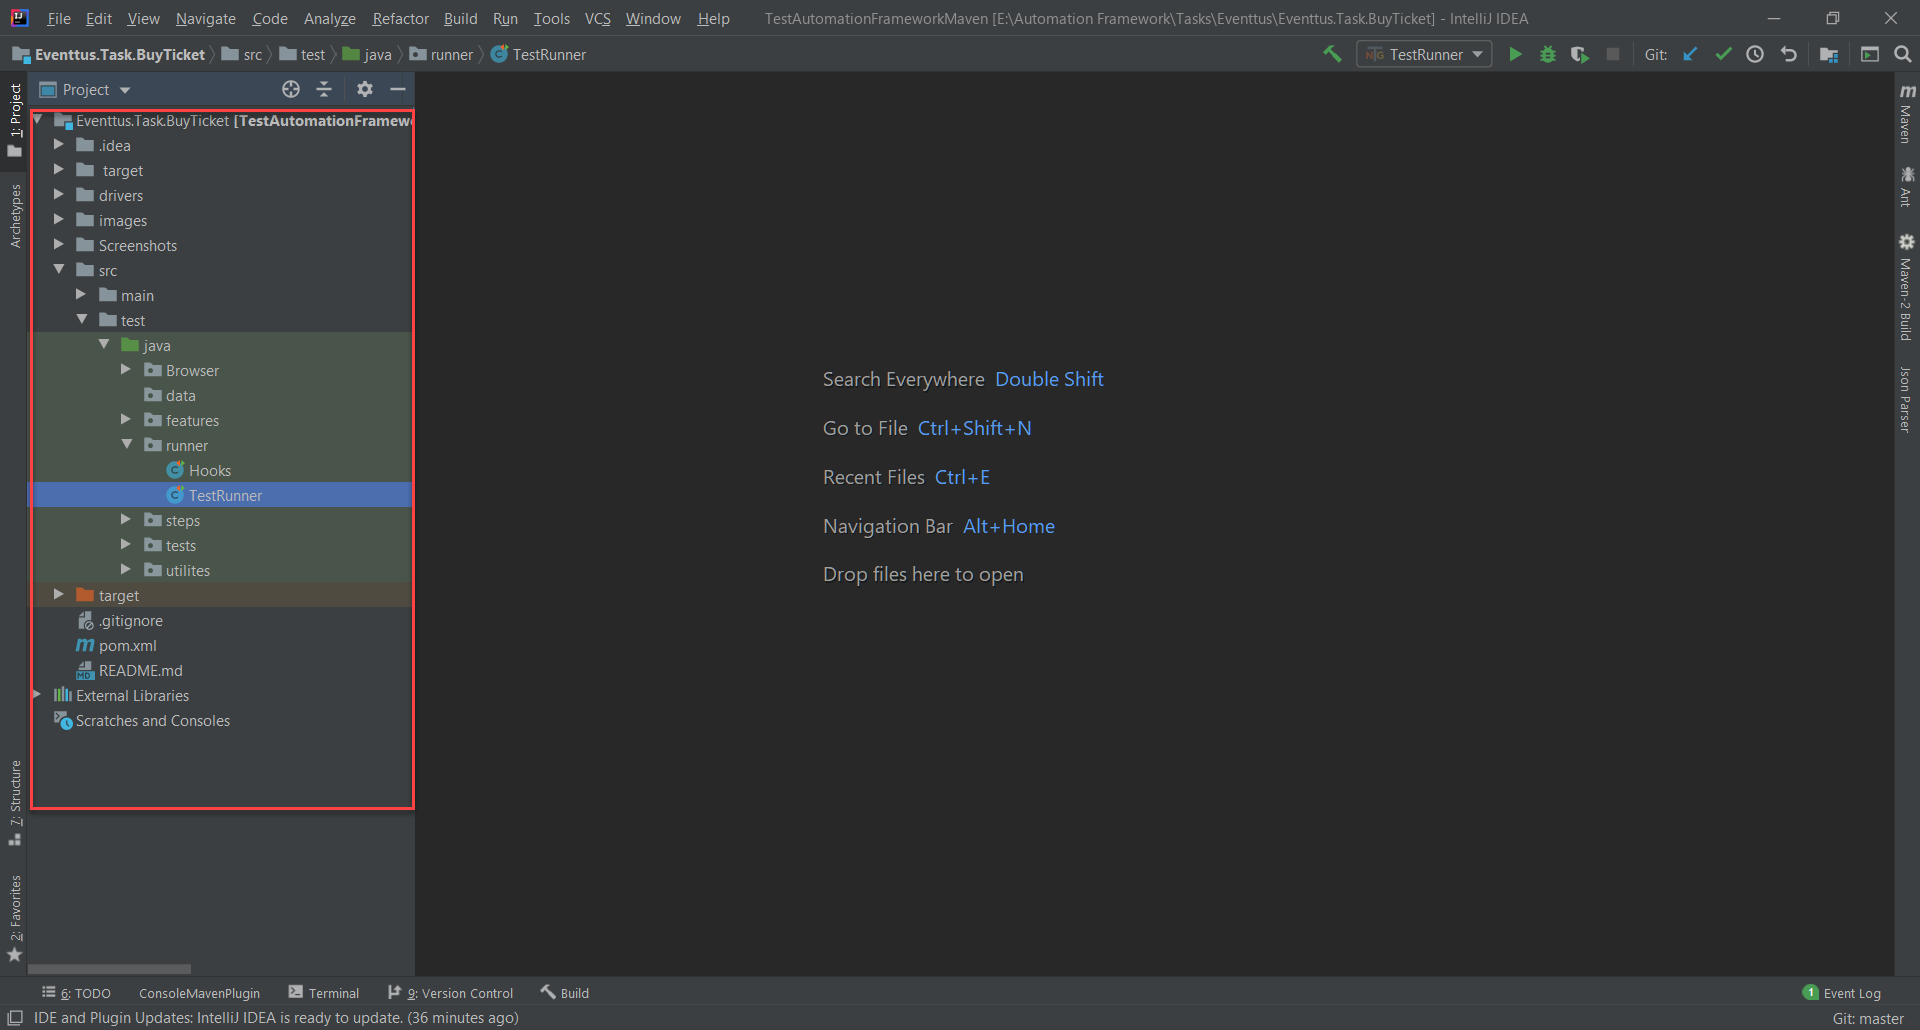 File Edit View Navigate Code Analyze Refactor Build Run Tools VCS Window Help TestAutomationFrameworkMaven [E:\Automation Framework\Tasks\Eventtus\Eventtus.Task.BuyTicket] - IntelliJ IDEA
Eventtus.Task.BuyTicket src test java runner TestRunner TestRunner Git:
Project
1: Project
Archetypes
7: Structure
2: Favorites
Eventtus.Task.BuyTicket [TestAutomationFramew
.idea
target
drivers
images
Screenshots
src
main
test
java
Browser
data
features
runner
Hooks
TestRunner
steps
tests
utilites
target
.gitignore
pom.xml
README.md
External Libraries
Scratches and Consoles
Search Everywhere Double Shift
Go to File Ctrl+Shift+N
Recent Files Ctrl+E
Navigation Bar Alt+Home
Drop files here to open
Maven
Ant
Maven-2 Build
Json Parser
6: TODO ConsoleMavenPlugin Terminal 9: Version Control Build 1 Event Log
IDE and Plugin Updates: IntelliJ IDEA is ready to update. (36 minutes ago) Git: master